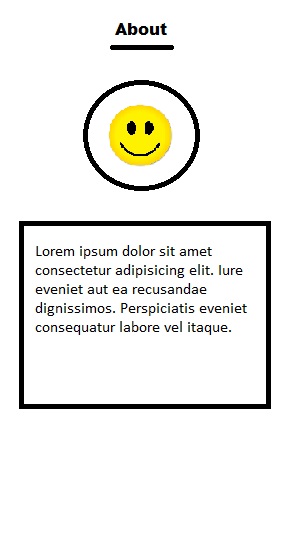 About
Lorem ipsum dolor sit amet
consectetur adipisicing elit. Iure
eveniet aut ea recusandae
dignissimos. Perspiciatis eveniet
consequatur labore vel itaque.